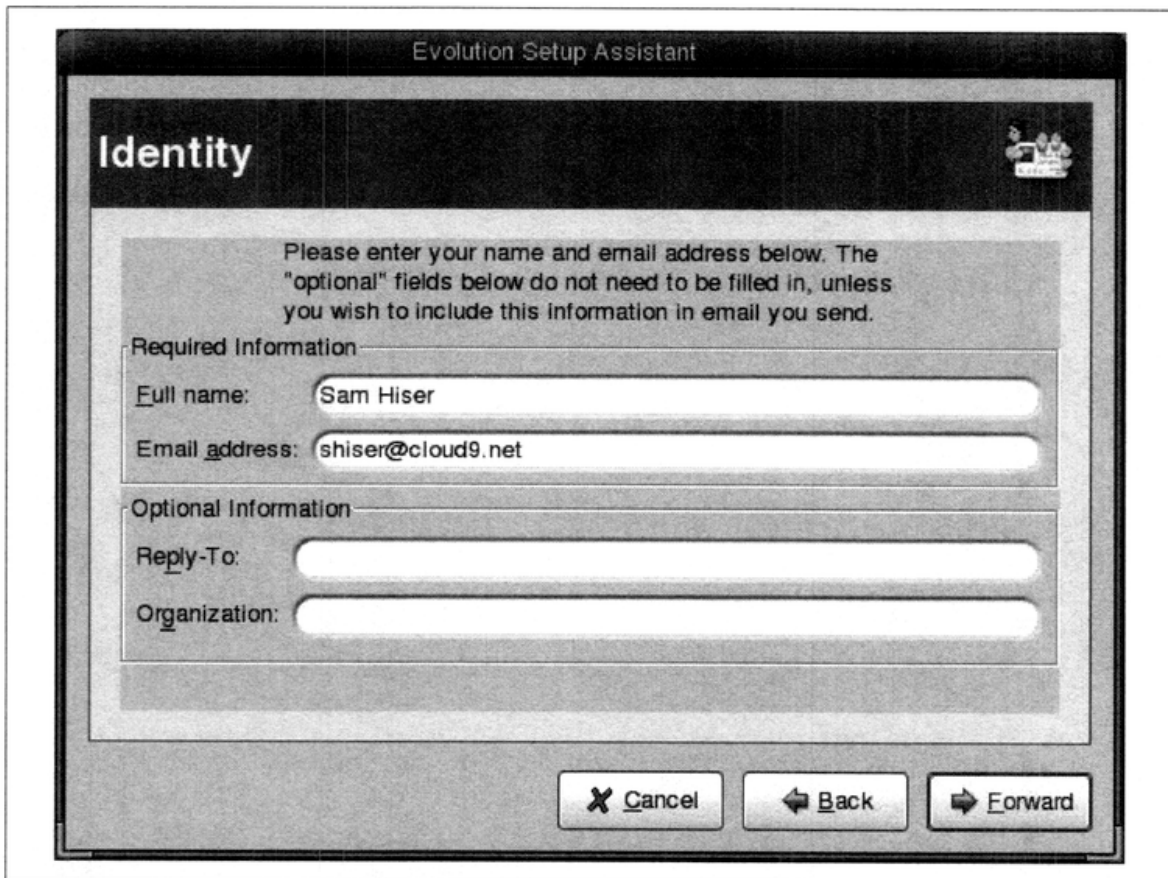 Evolution Setup Assistant
Identity
Please enter your name and email address below. The
"optional" fields below do not need to be filled in, unless
you wish to include this information in email you send.
Required Information
Full name: Sam Hiser
Email address: shiser@cloud9.net
Optional Information
Reply-To:
Organization:
Cancel Back Forward